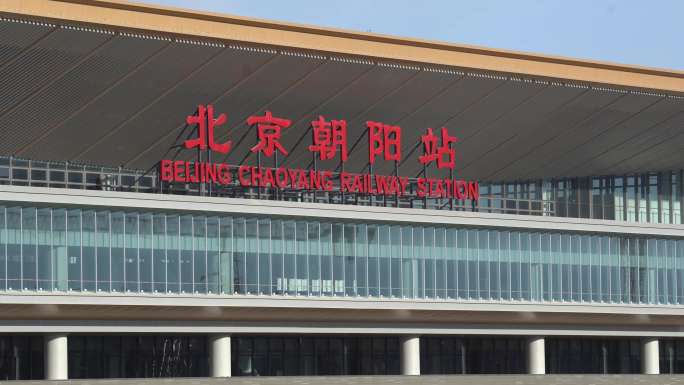 北京朝阳站
BEIJING CHAOYANG RAILWAY STATION